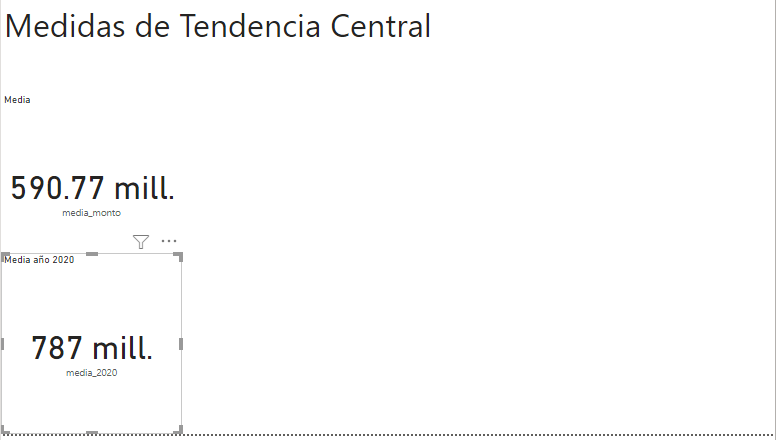 Medidas de Tendencia Central
Media
590.77 mill.
media_monto
Media año 2020
787 mill.
media_2020